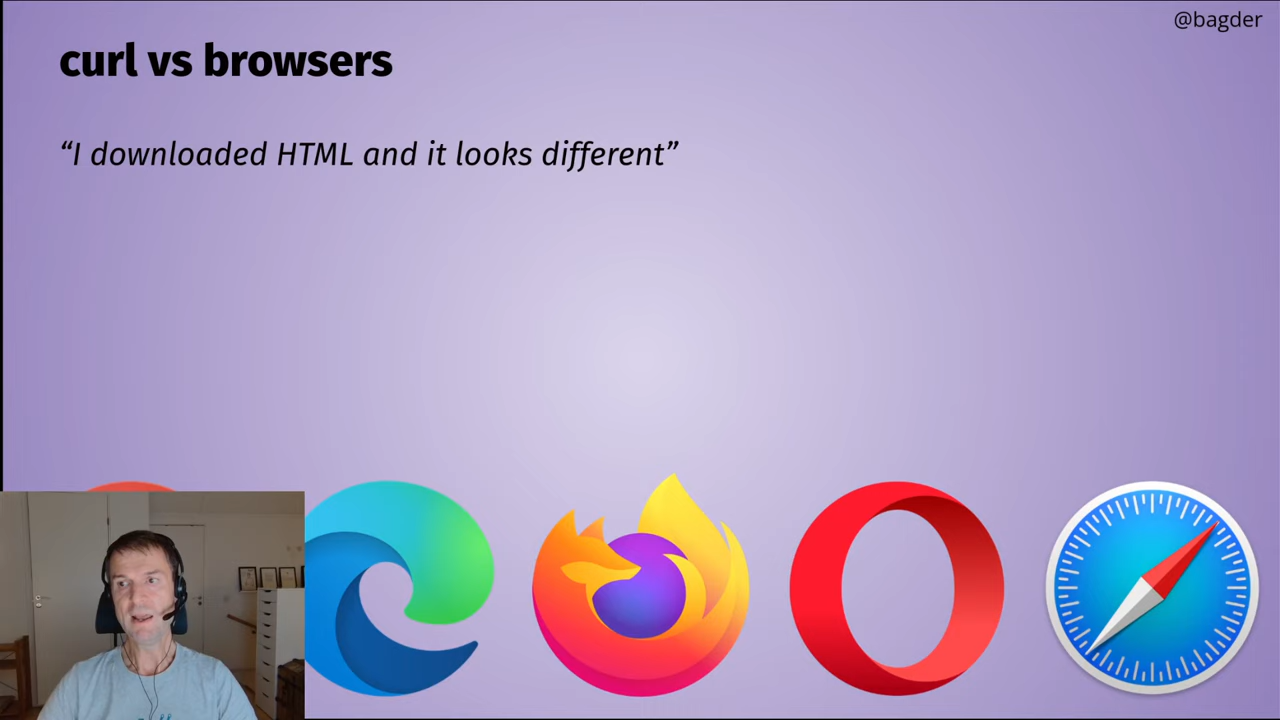 @bagder
curl vs browsers
“I downloaded HTML and it looks different”